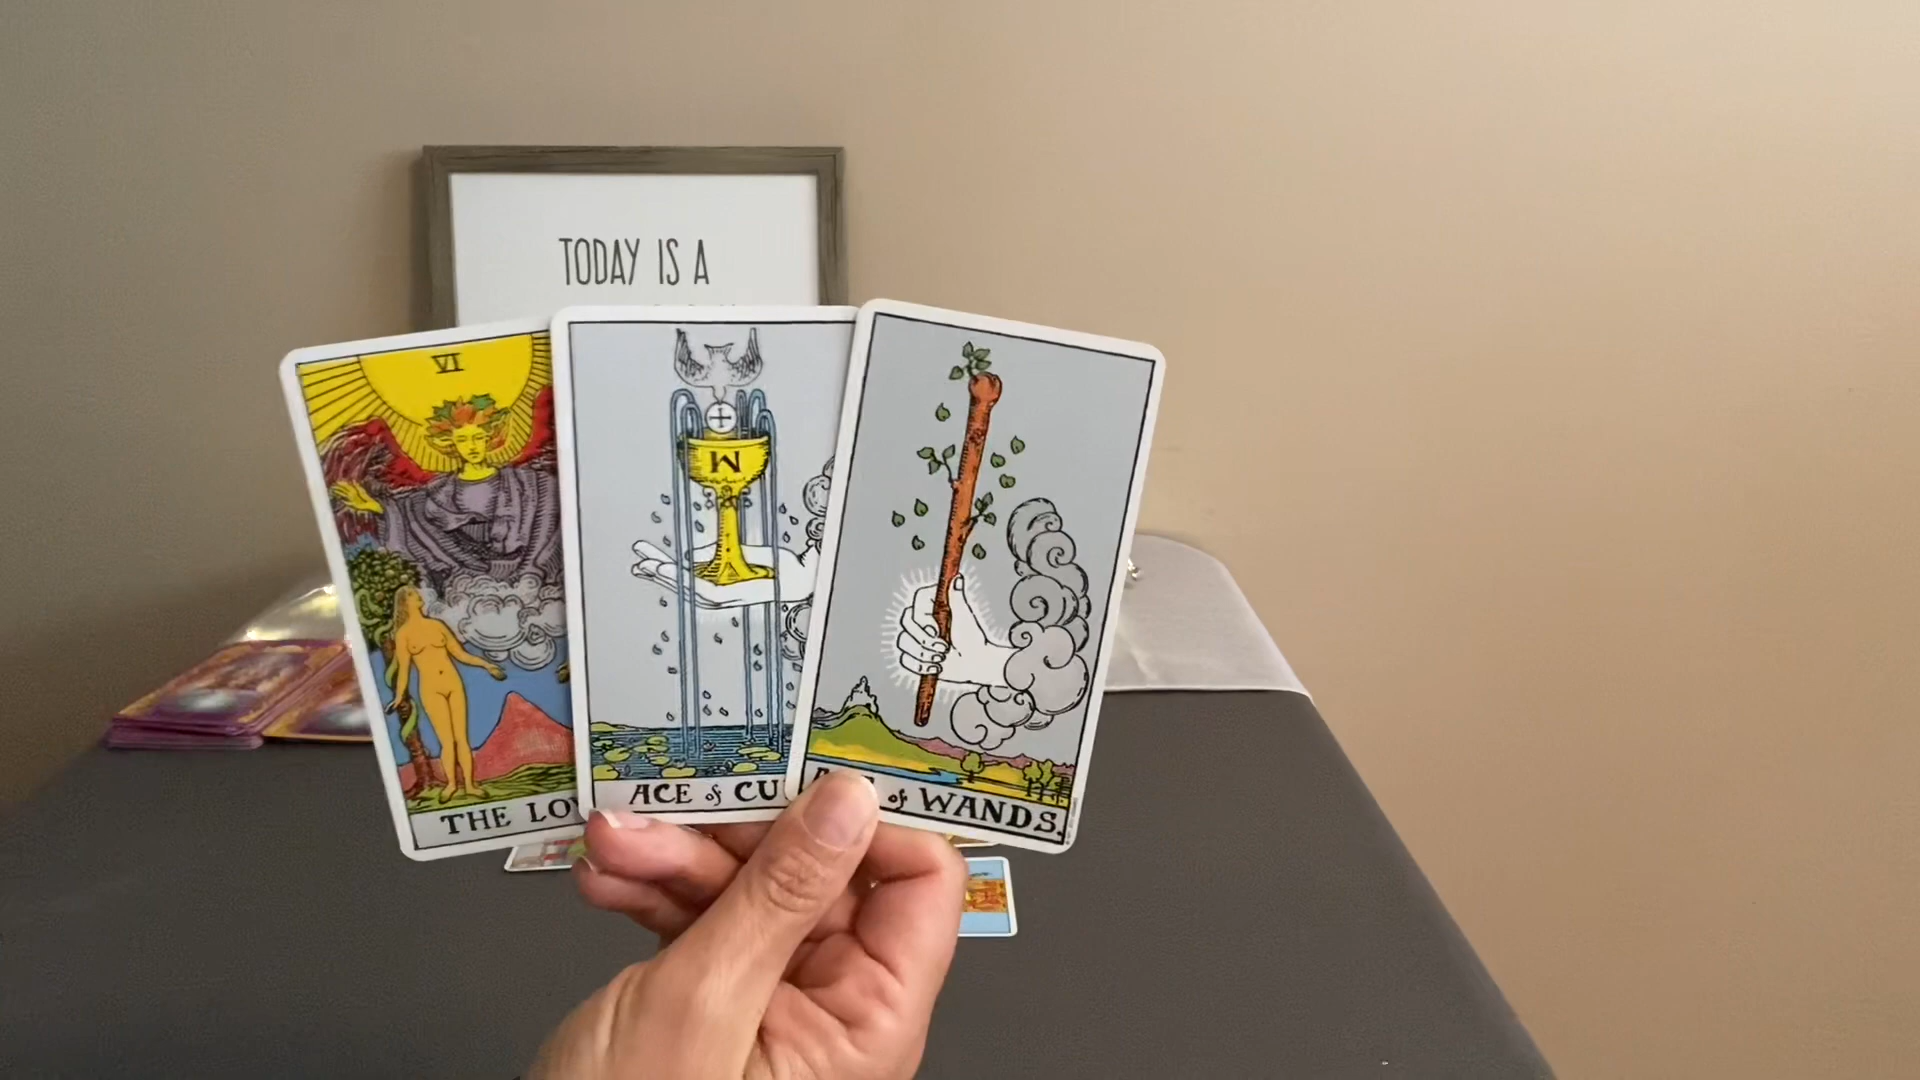 TODAY IS A
VI
W
THE LO
ACE of CU
of WANDS.